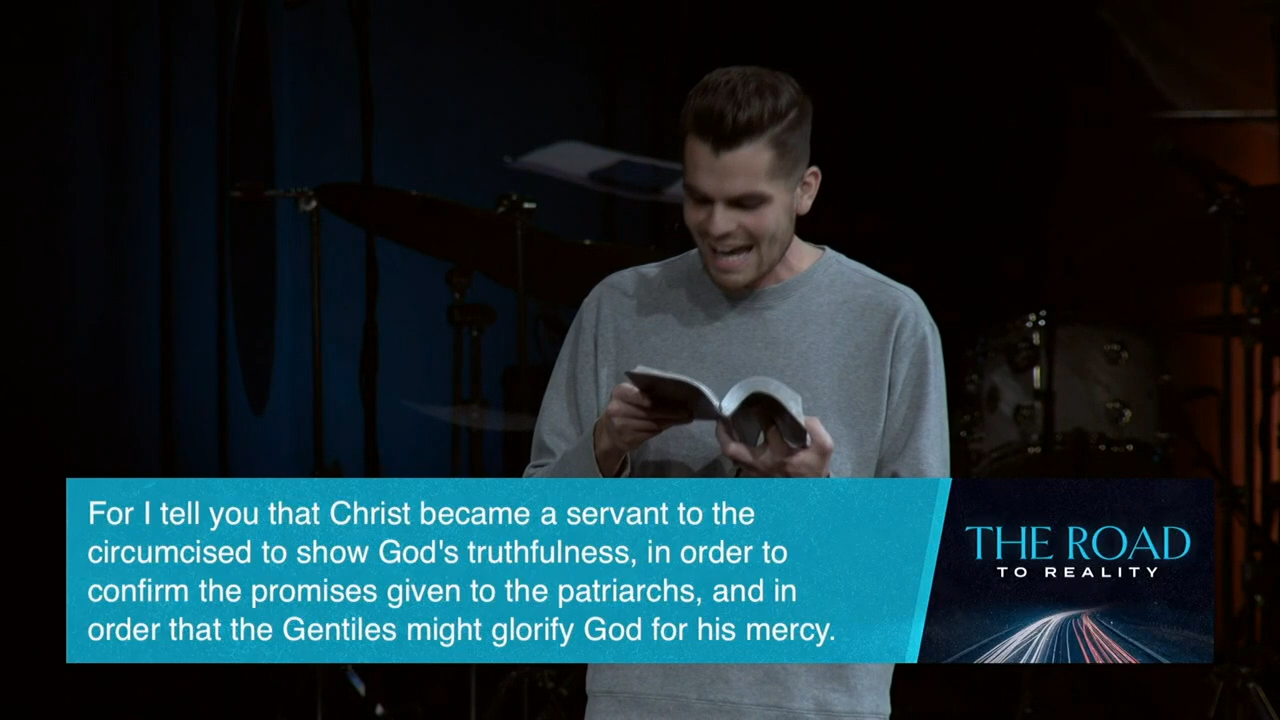 For I tell you that Christ became a servant to the
circumcised to show God's truthfulness, in order to
confirm the promises given to the patriarchs, and in
order that the Gentiles might glorify God for his mercy.
THE ROAD
TO REALITY